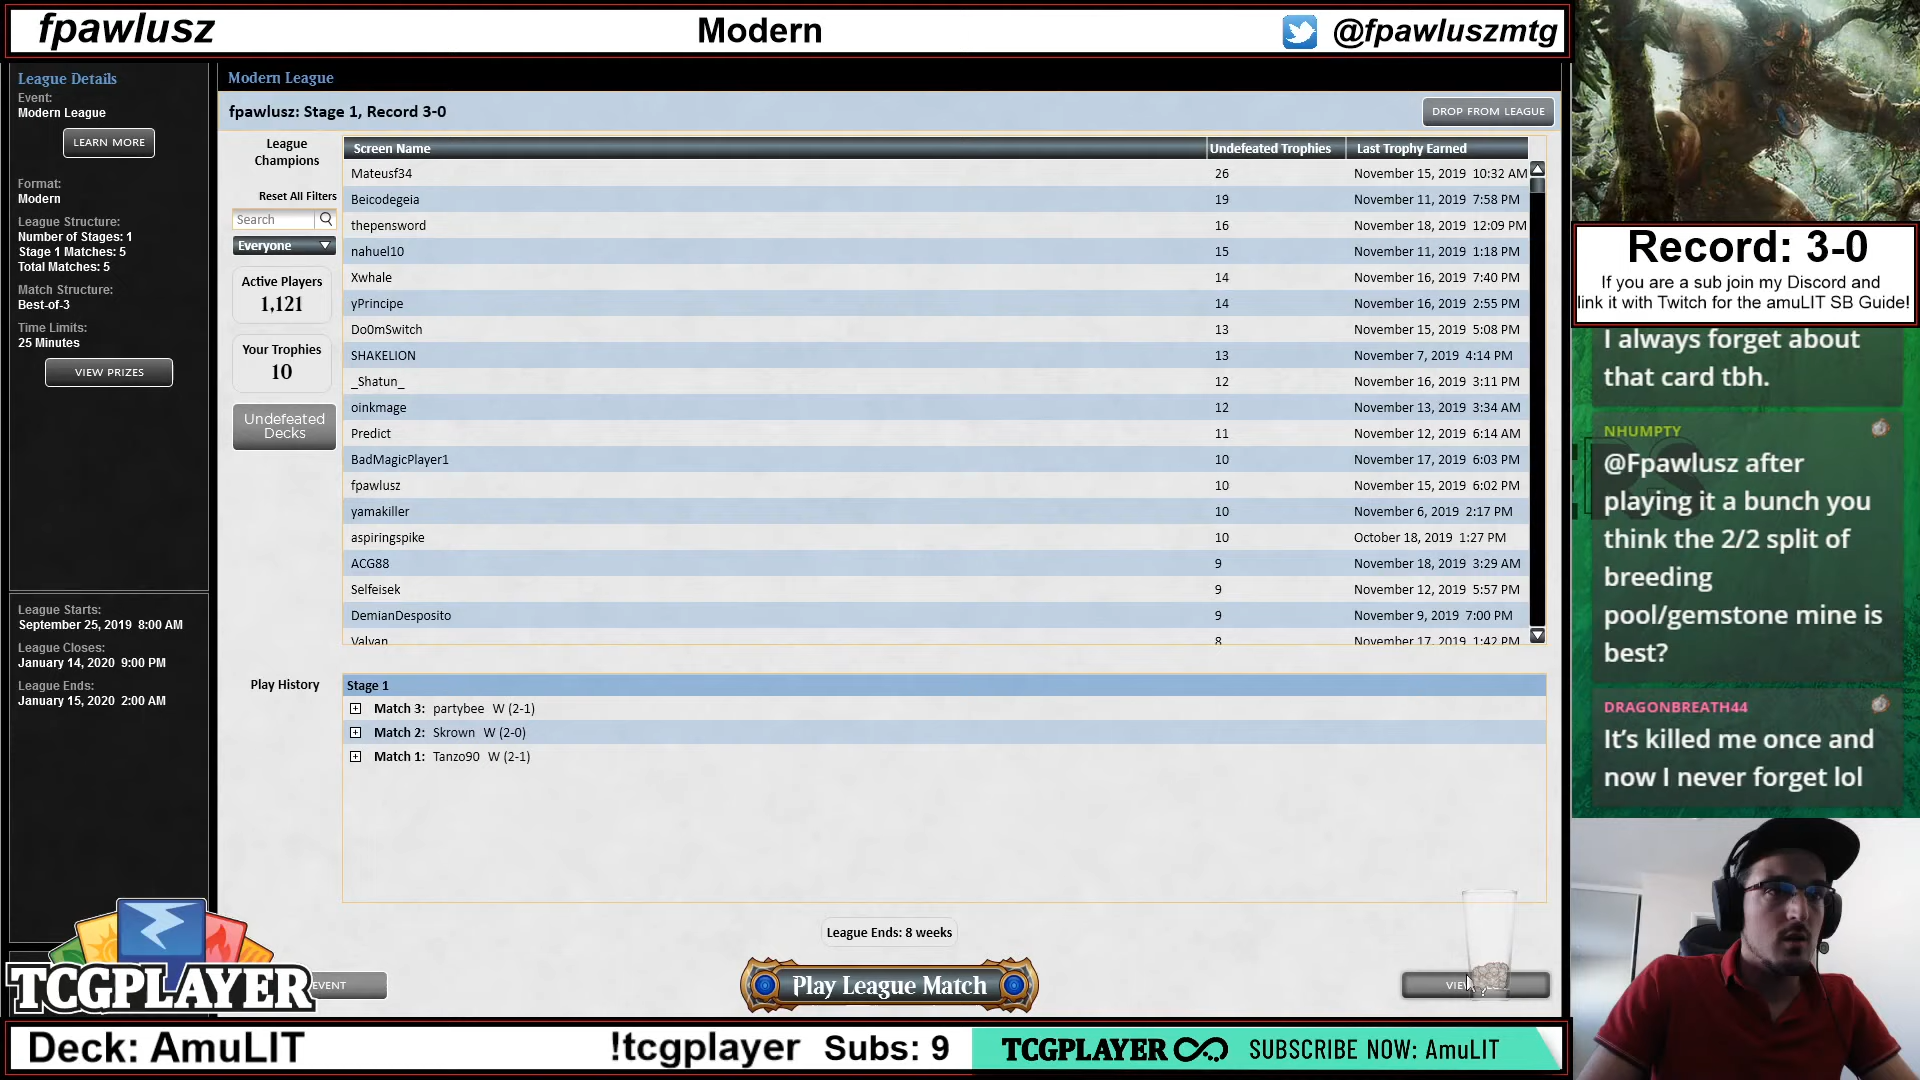 fpawlusz
Modern
@fpawluszmtg
League Details
Event:
Modern League
LEARN MORE
Format:
Modern
League Structure:
Number of Stages: 1
Stage 1 Matches: 5
Total Matches: 5
Match Structure:
Best-of-3
Time Limits:
25 Minutes
VIEW PRIZES
League Starts:
September 25, 2019 8:00 AM
League Closes:
January 14, 2020 9:00 PM
League Ends:
January 15, 2020 2:00 AM
Modern League
fpawlusz: Stage 1, Record 3-0
DROP FROM LEAGUE
League
Champions
Reset All Filters
Search
Everyone
Active Players
1,121
Your Trophies
10
Undefeated
Decks
Screen Name Undefeated Trophies Last Trophy Earned
Mateusf34 26 November 15, 2019 10:32 AM
Beicodegeia 19 November 11, 2019 7:58 PM
thepensword 16 November 18, 2019 12:09 PM
nahuel10 15 November 11, 2019 1:18 PM
Xwhale 14 November 16, 2019 7:40 PM
yPrincipe 14 November 16, 2019 2:55 PM
Do0mSwitch 13 November 15, 2019 5:08 PM
SHAKELION 13 November 7, 2019 4:14 PM
_Shatun_ 12 November 16, 2019 3:11 PM
oinkmage 12 November 13, 2019 3:34 AM
Predict 11 November 12, 2019 6:14 AM
BadMagicPlayer1 10 November 17, 2019 6:03 PM
fpawlusz 10 November 15, 2019 6:02 PM
yamakiller 10 November 6, 2019 2:17 PM
aspiringspike 10 October 18, 2019 1:27 PM
ACG88 9 November 18, 2019 3:29 AM
Selfeisek 9 November 12, 2019 5:57 PM
DemianDesposito 9 November 9, 2019 7:00 PM
Valvan 8 November 17, 2019 1:42 PM
Play History
Stage 1
Match 3: partybee W (2-1)
Match 2: Skrown W (2-0)
Match 1: Tanzo90 W (2-1)
League Ends: 8 weeks
EVENT
Play League Match
VIEW
TCGPLAYER
Record: 3-0
If you are a sub join my Discord and
link it with Twitch for the amuLIT SB Guide!
I always forget about
that card tbh.
NHUMPTY
@Fpawlusz after
playing it a bunch you
think the 2/2 split of
breeding
pool/gemstone mine is
best?
DRAGONBREATH44
It's killed me once and
now I never forget lol
Deck: AmuLIT
!tcgplayer
Subs: 9
TCGPLAYER
SUBSCRIBE NOW: AmuLIT